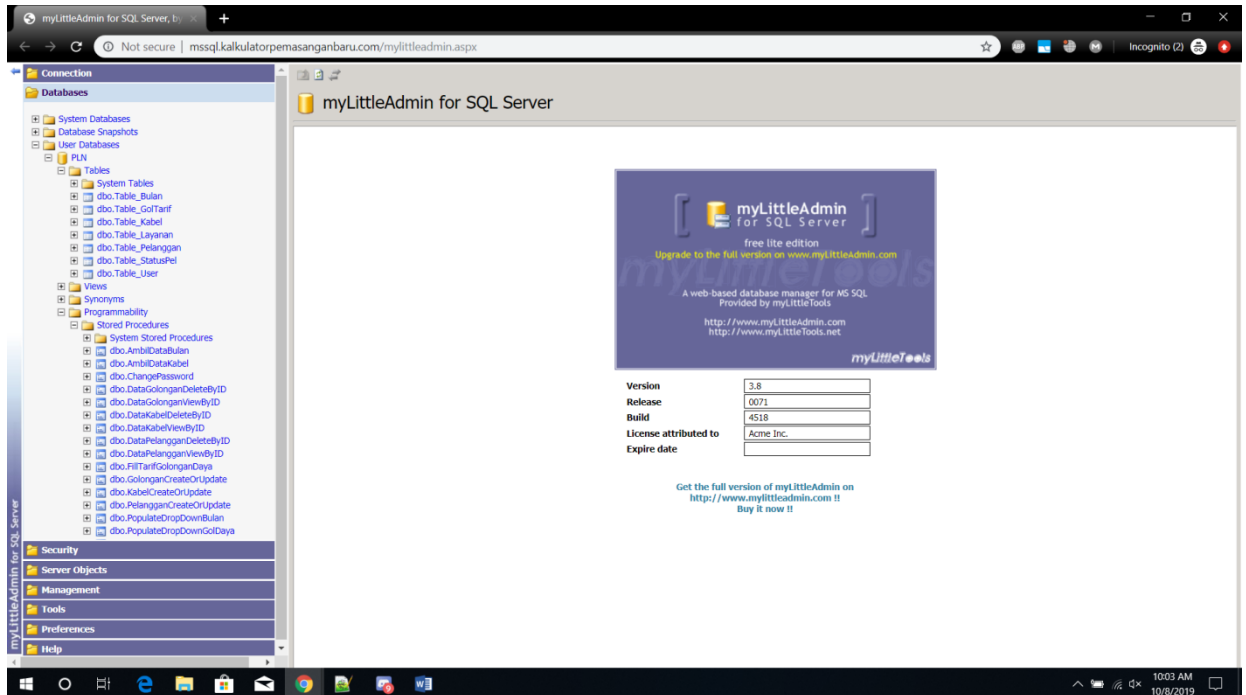 myLittleAdmin for SQL Server, by
Not secure | mssql.kalkulatorpemasanganbaru.com/mylittleadmin.aspx
Incognito (2)
Connection
Databases
System Databases
Database Snapshots
User Databases
PLN
Tables
System Tables
dbo.Table_Bulan
dbo.Table_GolTarif
dbo.Table_Kabel
dbo.Table_Layanan
dbo.Table_Pelanggan
dbo.Table_StatusPel
dbo.Table_User
Views
Synonyms
Programmability
Stored Procedures
System Stored Procedures
dbo.AmbilDataBulan
dbo.AmbilDataKabel
dbo.ChangePassword
dbo.DataGolonganDeleteByID
dbo.DataGolonganViewByID
dbo.DataKabelDeleteByID
dbo.DataKabelViewByID
dbo.DataPelangganDeleteByID
dbo.DataPelangganViewByID
dbo.FillTarifGolonganDaya
dbo.GolonganCreateOrUpdate
dbo.KabelCreateOrUpdate
dbo.PelangganCreateOrUpdate
dbo.PopulateDropDownBulan
dbo.PopulateDropDownGolDaya
Security
Server Objects
Management
Tools
Preferences
Help
myLittleAdmin for SQL Server
myLittleAdmin for SQL Server
myLittleAdmin
for SQL Server
free lite edition
Upgrade to the full version on www.myLittleAdmin.com
myLittleTools
A web-based database manager for MS SQL
Provided by myLittleTools
http://www.myLittleAdmin.com
http://www.myLittleTools.net
myLittleTools
Version 3.8
Release 0071
Build 4518
License attributed to Acme Inc.
Expire date
Get the full version of myLittleAdmin on
http://www.mylittleadmin.com !!
Buy it now !!
10:03 AM
10/8/2019